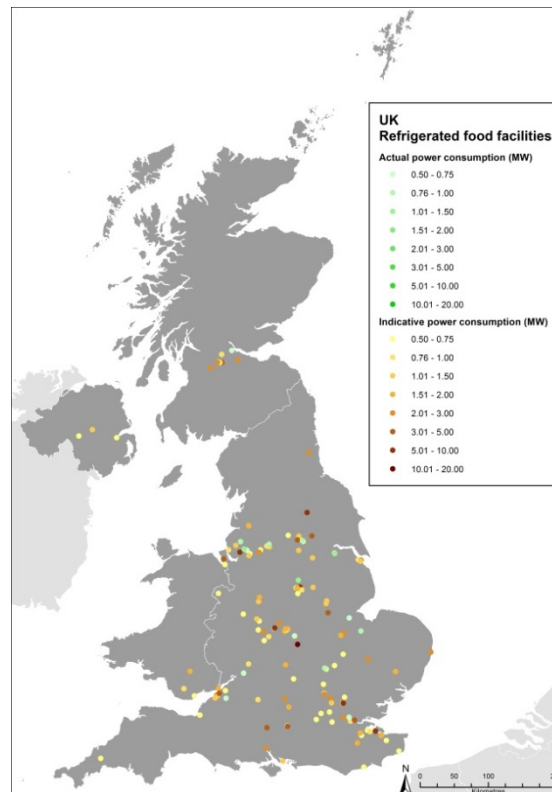 UK
Refrigerated food facilities
Actual power consumption (MW)
0.50 - 0.75
0.76 - 1.00
1.01 - 1.50
1.51 - 2.00
2.01 - 3.00
3.01 - 5.00
5.01 - 10.00
10.01 - 20.00
Indicative power consumption (MW)
0.50 - 0.75
0.76 - 1.00
1.01 - 1.50
1.51 - 2.00
2.01 - 3.00
3.01 - 5.00
5.01 - 10.00
10.01 - 20.00
N
0 50 100
Kilometres